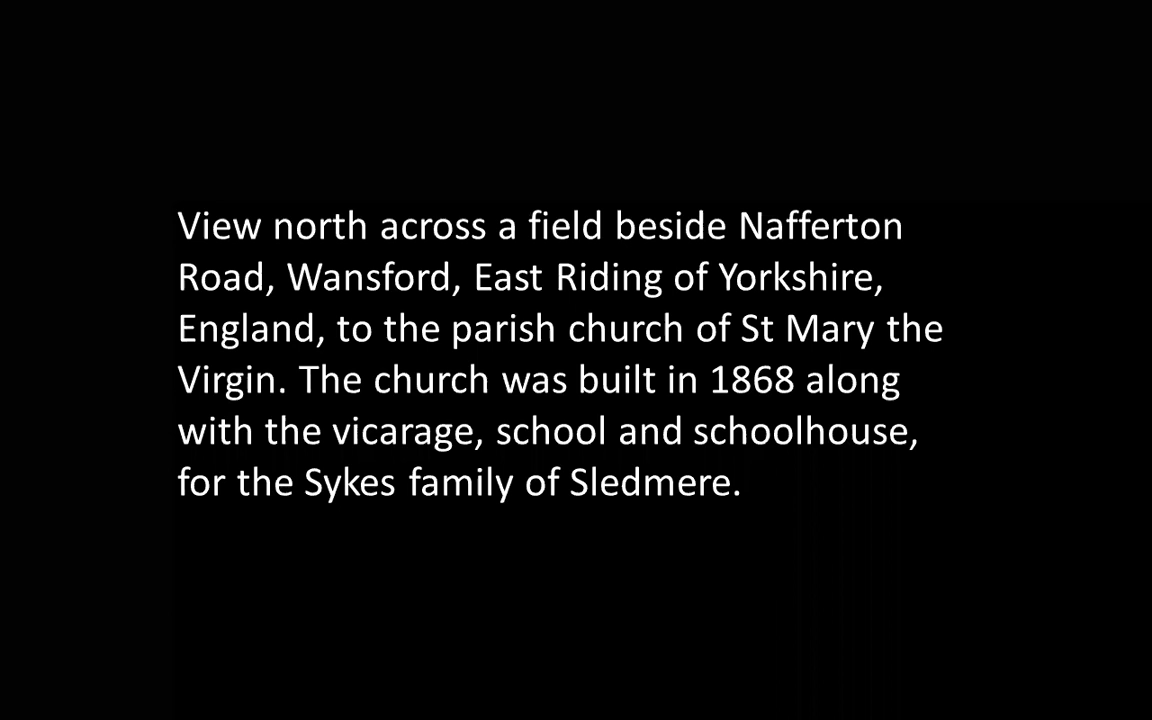 View north across a field beside Nafferton
Road, Wansford, East Riding of Yorkshire,
England, to the parish church of St Mary the
Virgin. The church was built in 1868 along
with the vicarage, school and schoolhouse,
for the Sykes family of Sledmere.